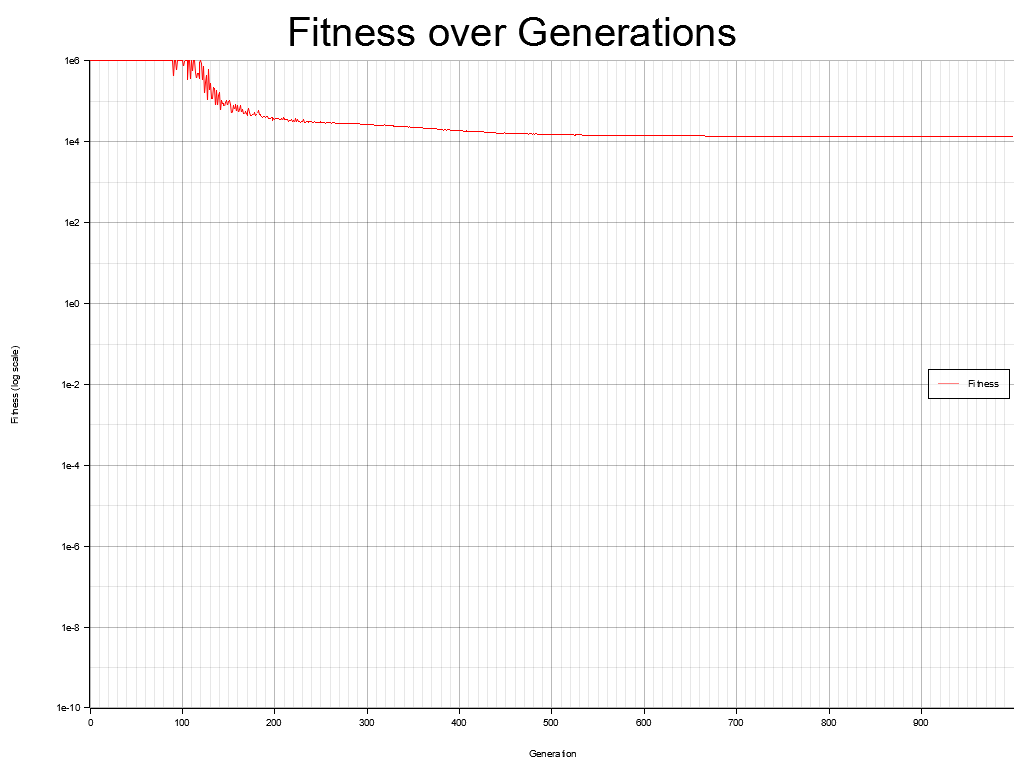 Fitness over Generations
1e6
1e4
1e2
1e0
1e-2
1e-4
1e-6
1e-8
1e-10
Fitness (log scale)
Fitness
0 100 200 300 400 500 600 700 800 900
Generation